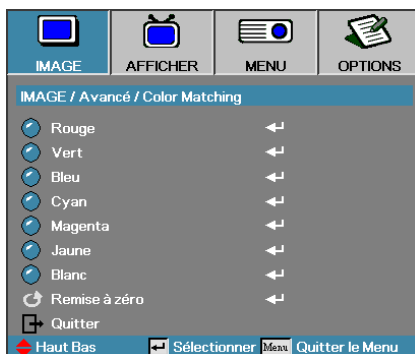 IMAGE AFFICHER MENU OPTIONS
IMAGE / Avancé / Color Matching
Rouge
Vert
Bleu
Cyan
Magenta
Jaune
Blanc
Remise à zéro
Quitter
Haut Bas Sélectionner Menu Quitter le Menu